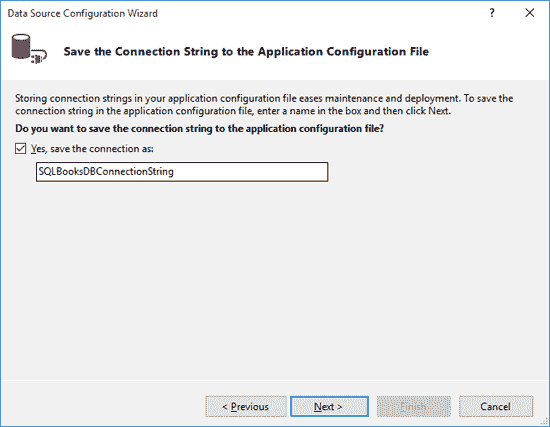 Data Source Configuration Wizard
?
Save the Connection String to the Application Configuration File
Storing connection strings in your application configuration file eases maintenance and deployment. To save the
connection string in the application configuration file, enter a name in the box and then click Next.
Do you want to save the connection string to the application configuration file?
Yes, save the connection as:
SQLBooksDBConnectionString
< Previous
Next >
Finish
Cancel